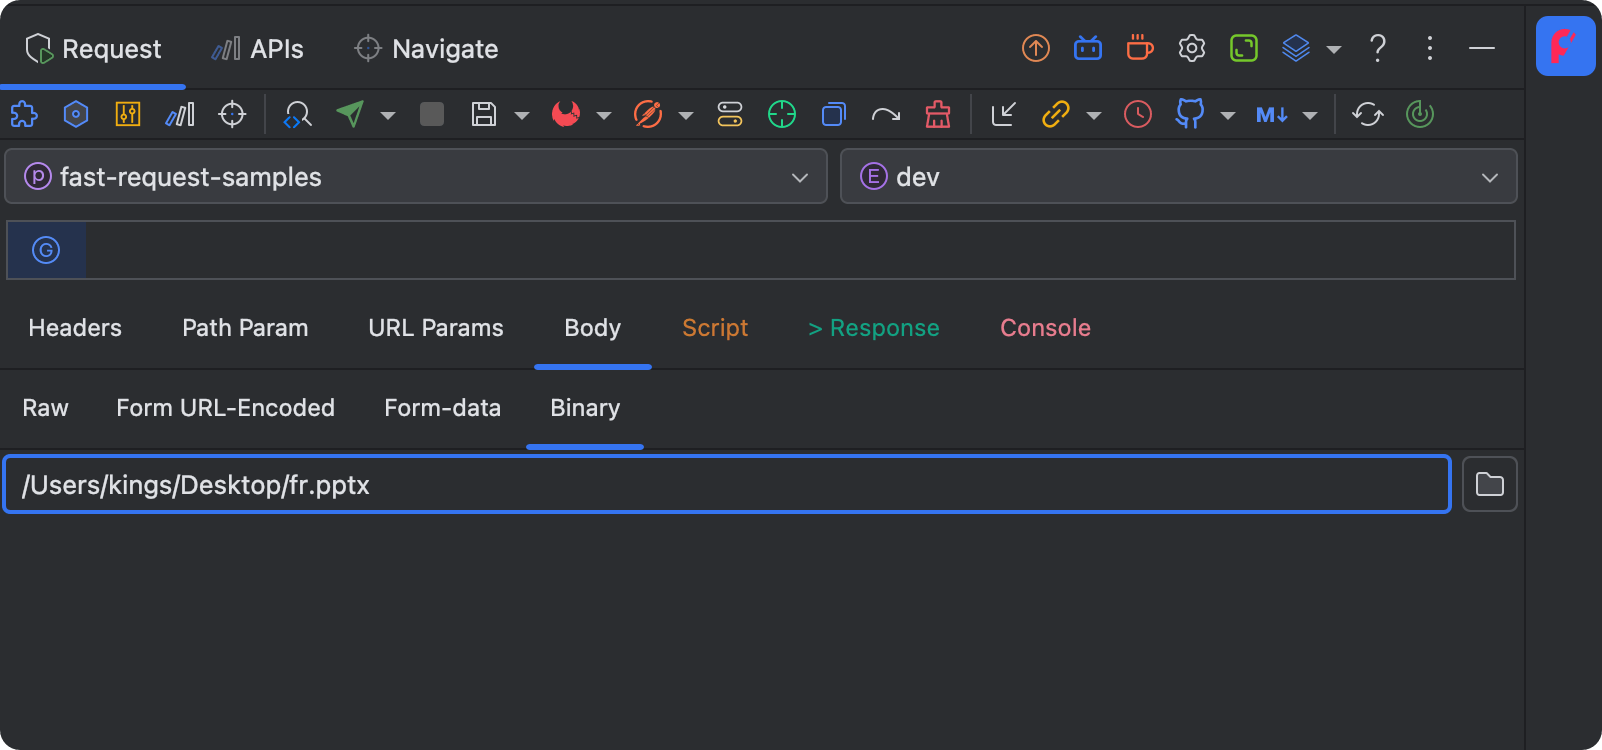 Request APIs Navigate
M↓
p fast-request-samples E dev
G
Headers Path Param URL Params Body Script > Response Console
Raw Form URL-Encoded Form-data Binary
/Users/kings/Desktop/fr.pptx